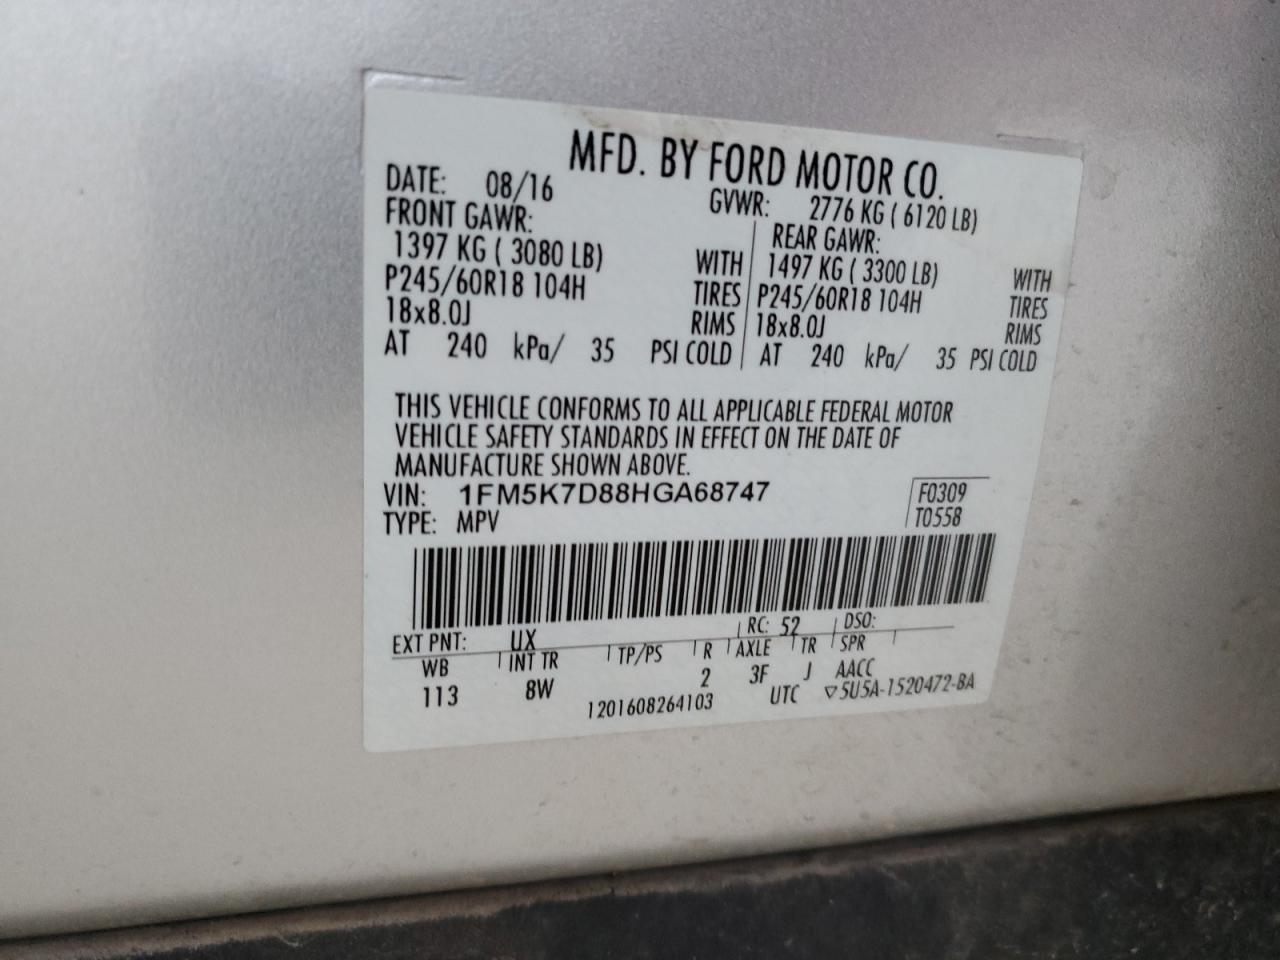 MFD. BY FORD MOTOR CO.
DATE: 08/16 GVWR: 2776 KG ( 6120 LB)
FRONT GAWR: REAR GAWR:
1397 KG ( 3080 LB) WITH 1497 KG ( 3300 LB) WITH
P245/60R18 104H TIRES P245/60R18 104H TIRES
18x8.0J RIMS 18x8.0J RIMS
AT 240 kPa/ 35 PSI COLD AT 240 kPa/ 35 PSI COLD
THIS VEHICLE CONFORMS TO ALL APPLICABLE FEDERAL MOTOR
VEHICLE SAFETY STANDARDS IN EFFECT ON THE DATE OF
MANUFACTURE SHOWN ABOVE.
VIN: 1FM5K7D88HGA68747 F0309
TYPE: MPV T0558
EXT PNT: UX RC: 52 DSO:
WB INT TR TP/PS R AXLE TR SPR
113 8W 2 3F J AACC
1201608264103 UTC ▽5U5A-1520472-BA